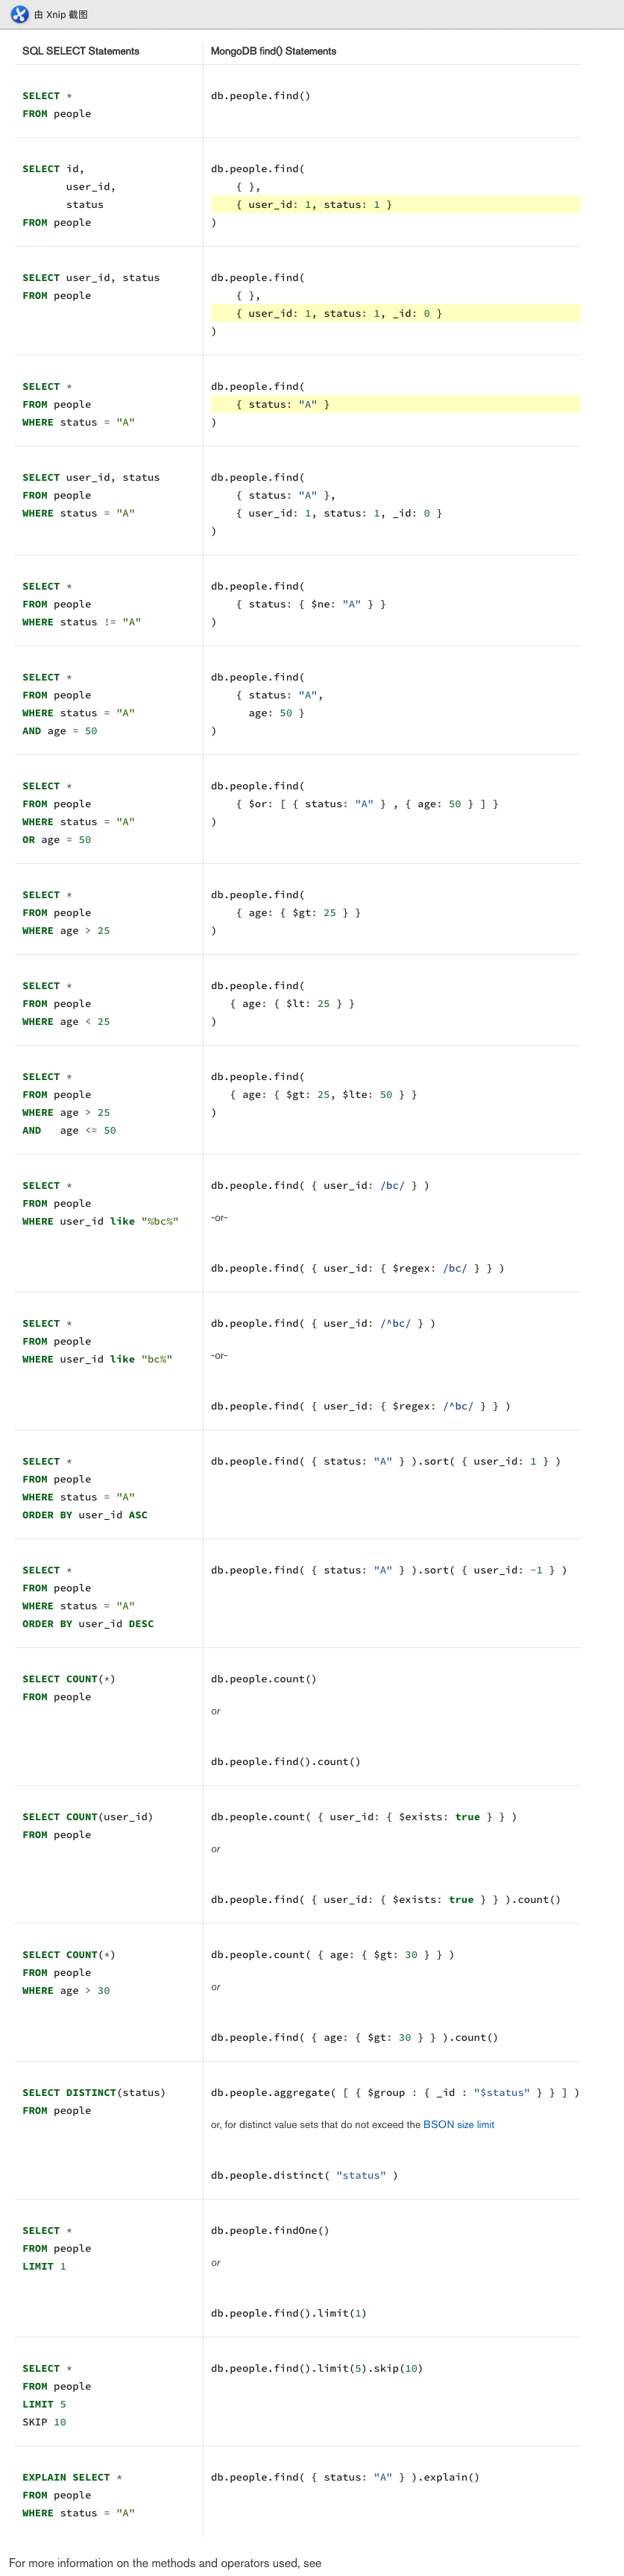 由 Xnip 截图
SQL SELECT Statements
MongoDB find() Statements
SELECT *
FROM people
db.people.find()
SELECT id,
       user_id,
       status
FROM people
db.people.find(
    { },
    { user_id: 1, status: 1 }
)
SELECT user_id, status
FROM people
db.people.find(
    { },
    { user_id: 1, status: 1, _id: 0 }
)
SELECT *
FROM people
WHERE status = "A"
db.people.find(
    { status: "A" }
)
SELECT user_id, status
FROM people
WHERE status = "A"
db.people.find(
    { status: "A" },
    { user_id: 1, status: 1, _id: 0 }
)
SELECT *
FROM people
WHERE status != "A"
db.people.find(
    { status: { $ne: "A" } }
)
SELECT *
FROM people
WHERE status = "A"
AND age = 50
db.people.find(
    { status: "A",
      age: 50 }
)
SELECT *
FROM people
WHERE status = "A"
OR age = 50
db.people.find(
    { $or: [ { status: "A" } , { age: 50 } ] }
)
SELECT *
FROM people
WHERE age > 25
db.people.find(
    { age: { $gt: 25 } }
)
SELECT *
FROM people
WHERE age < 25
db.people.find(
   { age: { $lt: 25 } }
)
SELECT *
FROM people
WHERE age > 25
AND   age <= 50
db.people.find(
   { age: { $gt: 25, $lte: 50 } }
)
SELECT *
FROM people
WHERE user_id like "%bc%"
db.people.find( { user_id: /bc/ } )
-or-
db.people.find( { user_id: { $regex: /bc/ } } )
SELECT *
FROM people
WHERE user_id like "bc%"
db.people.find( { user_id: /^bc/ } )
-or-
db.people.find( { user_id: { $regex: /^bc/ } } )
SELECT *
FROM people
WHERE status = "A"
ORDER BY user_id ASC
db.people.find( { status: "A" } ).sort( { user_id: 1 } )
SELECT *
FROM people
WHERE status = "A"
ORDER BY user_id DESC
db.people.find( { status: "A" } ).sort( { user_id: -1 } )
SELECT COUNT(*)
FROM people
db.people.count()
or
db.people.find().count()
SELECT COUNT(user_id)
FROM people
db.people.count( { user_id: { $exists: true } } )
or
db.people.find( { user_id: { $exists: true } } ).count()
SELECT COUNT(*)
FROM people
WHERE age > 30
db.people.count( { age: { $gt: 30 } } )
or
db.people.find( { age: { $gt: 30 } } ).count()
SELECT DISTINCT(status)
FROM people
db.people.aggregate( [ { $group : { _id : "$status" } } ] )
or, for distinct value sets that do not exceed the BSON size limit
db.people.distinct( "status" )
SELECT *
FROM people
LIMIT 1
db.people.findOne()
or
db.people.find().limit(1)
SELECT *
FROM people
LIMIT 5
SKIP 10
db.people.find().limit(5).skip(10)
EXPLAIN SELECT *
FROM people
WHERE status = "A"
db.people.find( { status: "A" } ).explain()
For more information on the methods and operators used, see